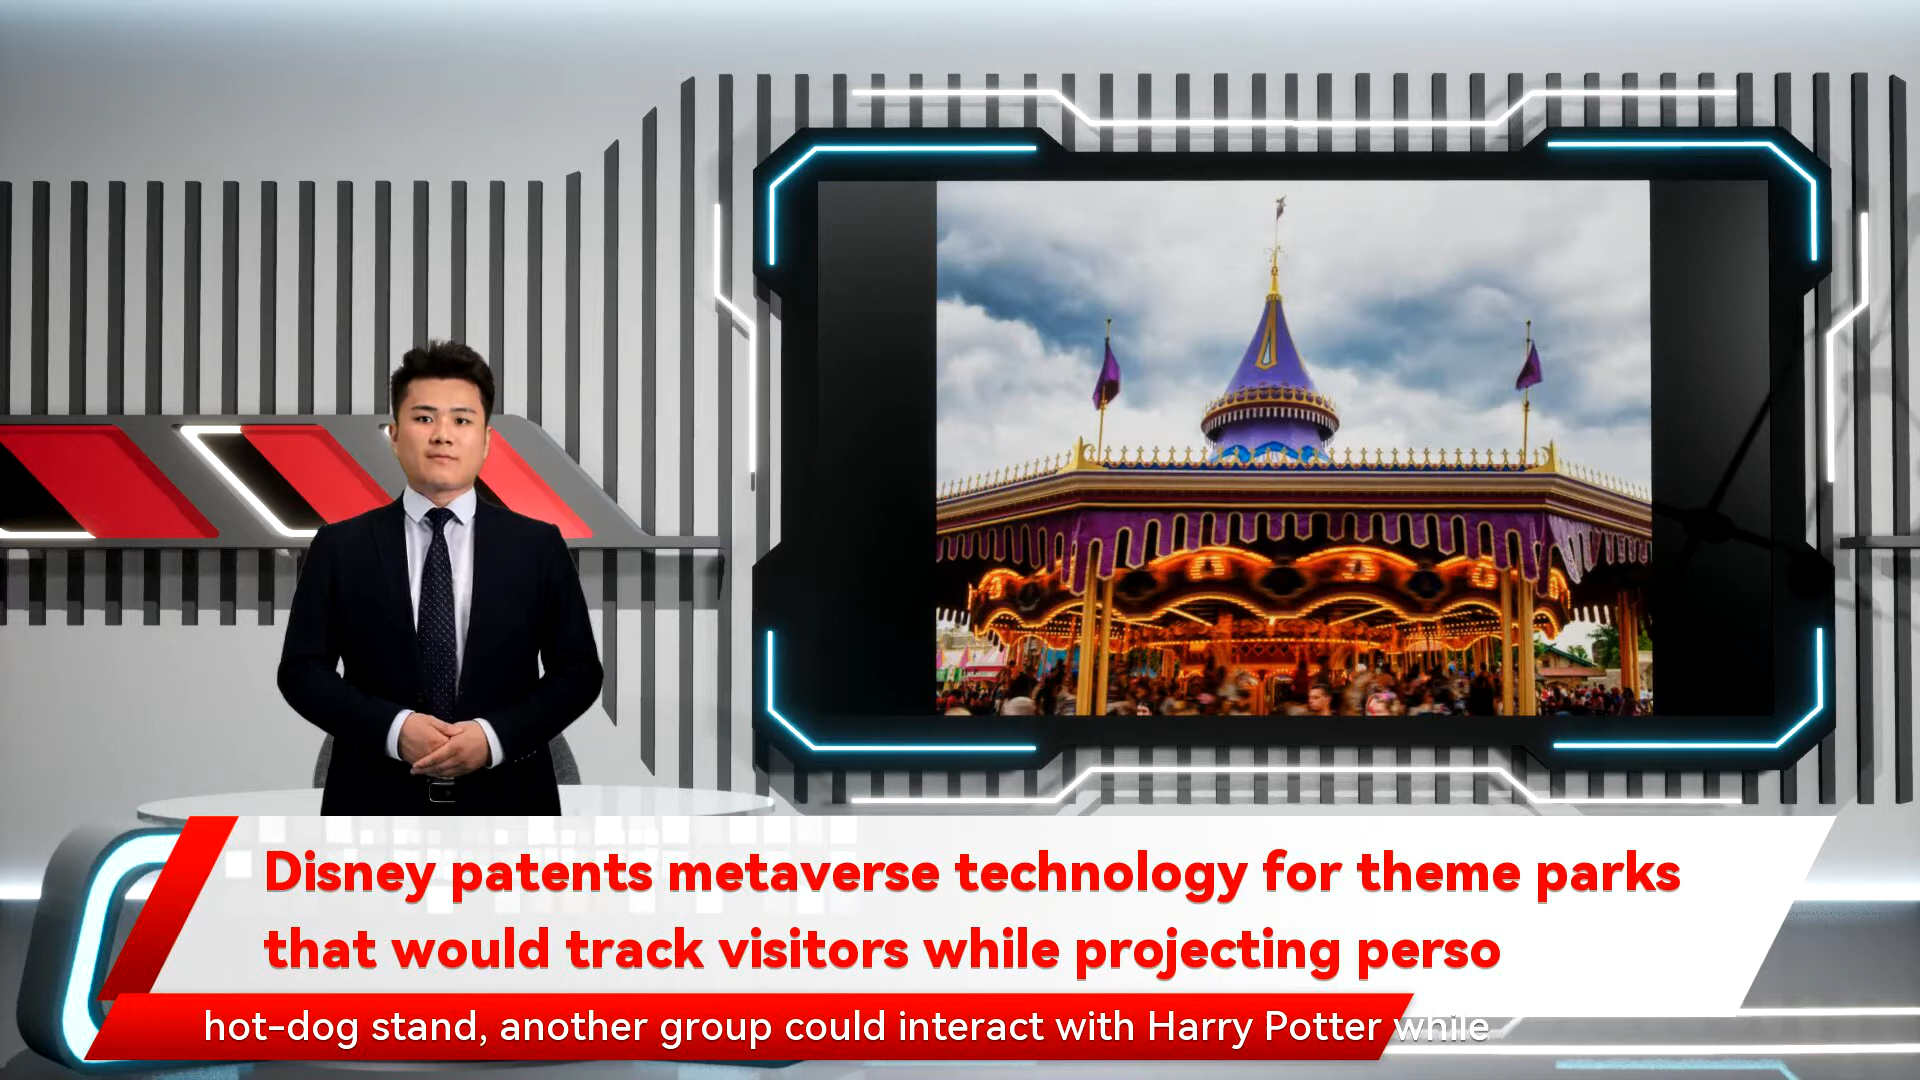 Disney patents metaverse technology for theme parks
that would track visitors while projecting perso
hot-dog stand, another group could interact with Harry Potter while